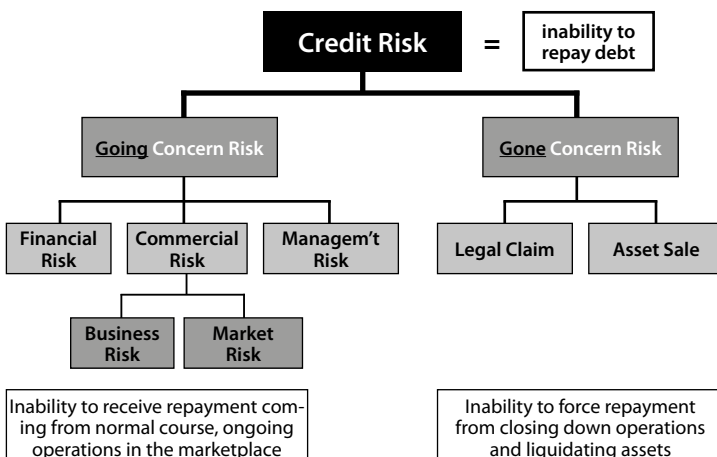 Credit Risk
=
inability to
repay debt
Going Concern Risk
Gone Concern Risk
Financial
Risk
Commercial
Risk
Managem't
Risk
Legal Claim
Asset Sale
Business
Risk
Market
Risk
Inability to receive repayment com-
ing from normal course, ongoing
operations in the marketplace
Inability to force repayment
from closing down operations
and liquidating assets